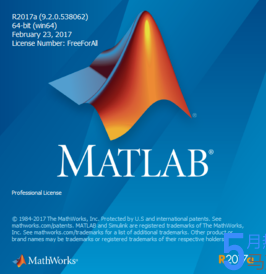 R2017a (9.2.0.538062)
64-bit (win64)
February 23, 2017
License Number: FreeForAll
MATLAB®
Professional License
© 1984-2017 The MathWorks, Inc. Protected by U.S and international patents. See
mathworks.com/patents. MATLAB and Simulink are registered trademarks of The MathWorks,
Inc. See mathworks.com/trademarks for a list of additional trademarks. Other product or
brand names may be trademarks or registered trademarks of their respective holders.
MathWorks®
5月